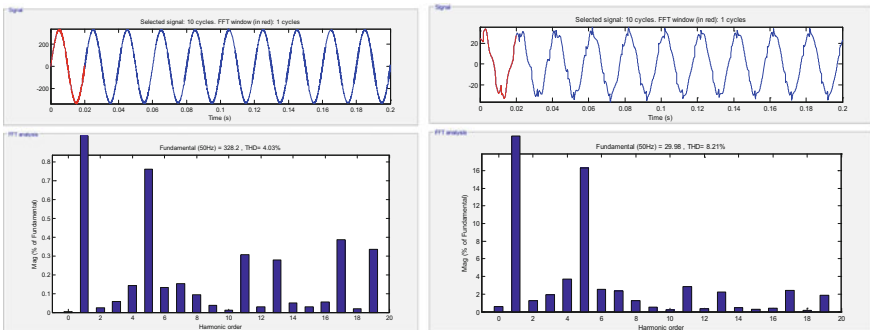 Signal
Selected signal: 10 cycles. FFT window (in red): 1 cycles
200
0
-200
0 0.02 0.04 0.06 0.08 0.1 0.12 0.14 0.16 0.18 0.2
Time (s)
FFT analysis
Fundamental (50Hz) = 328.2 , THD= 4.03%
Mag (% of Fundamental)
0.8
0.7
0.6
0.5
0.4
0.3
0.2
0.1
0
0 2 4 6 8 10 12 14 16 18 20
Harmonic order
Signal
Selected signal: 10 cycles. FFT window (in red): 1 cycles
20
0
-20
0 0.02 0.04 0.06 0.08 0.1 0.12 0.14 0.16 0.18 0.2
Time (s)
FFT analysis
Fundamental (50Hz) = 29.98 , THD= 8.21%
Mag (% of Fundamental)
16
14
12
10
8
6
4
2
0
0 2 4 6 8 10 12 14 16 18 20
Harmonic order